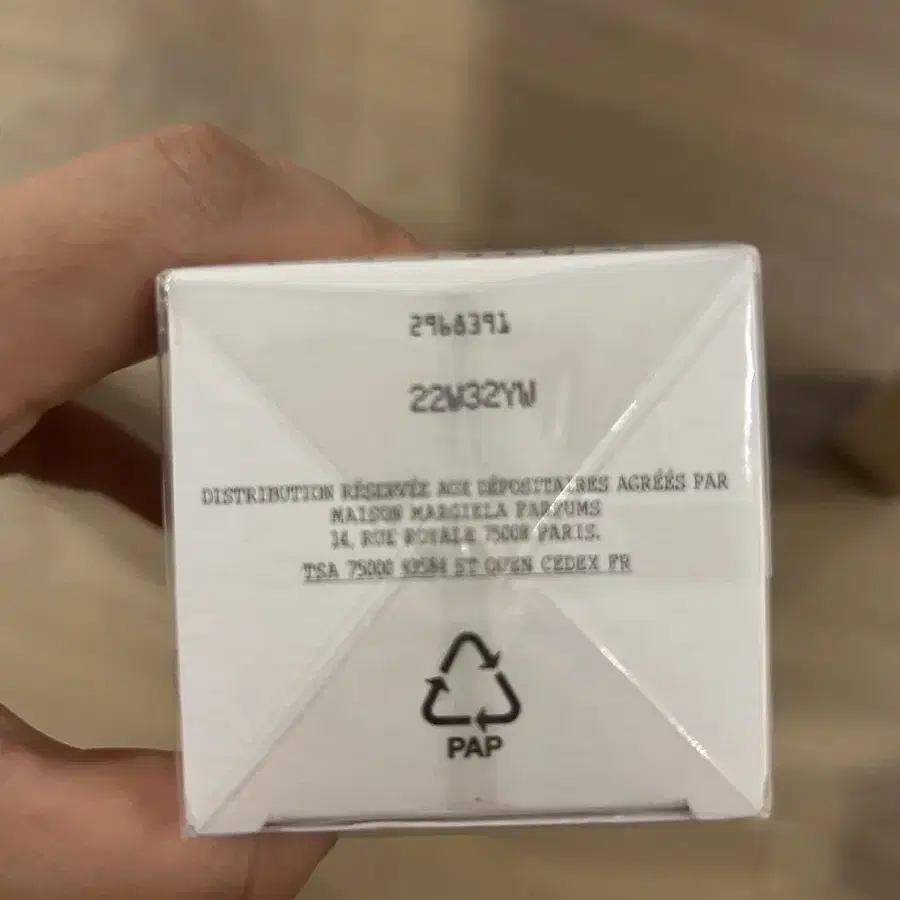 2968391
22W32YW
DISTRIBUTION RÉSERVÉE AUX DÉPOSITAIRES AGRÉÉS PAR
MAISON MARGIELA PARFUMS
14, RUE ROYALE 75008 PARIS.
TSA 75000 93584 ST OUEN CEDEX FR
PAP